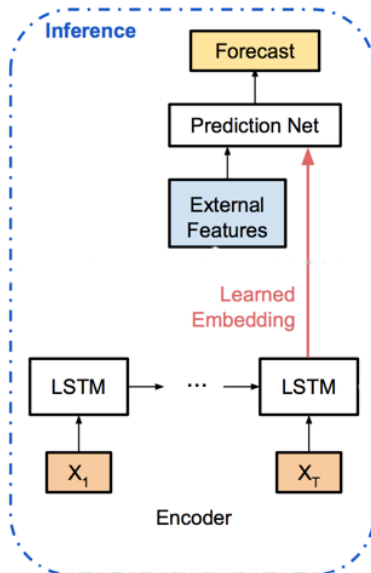 Inference
Forecast
Prediction Net
External
Features
Learned
Embedding
LSTM
...
LSTM
X1
XT
Encoder